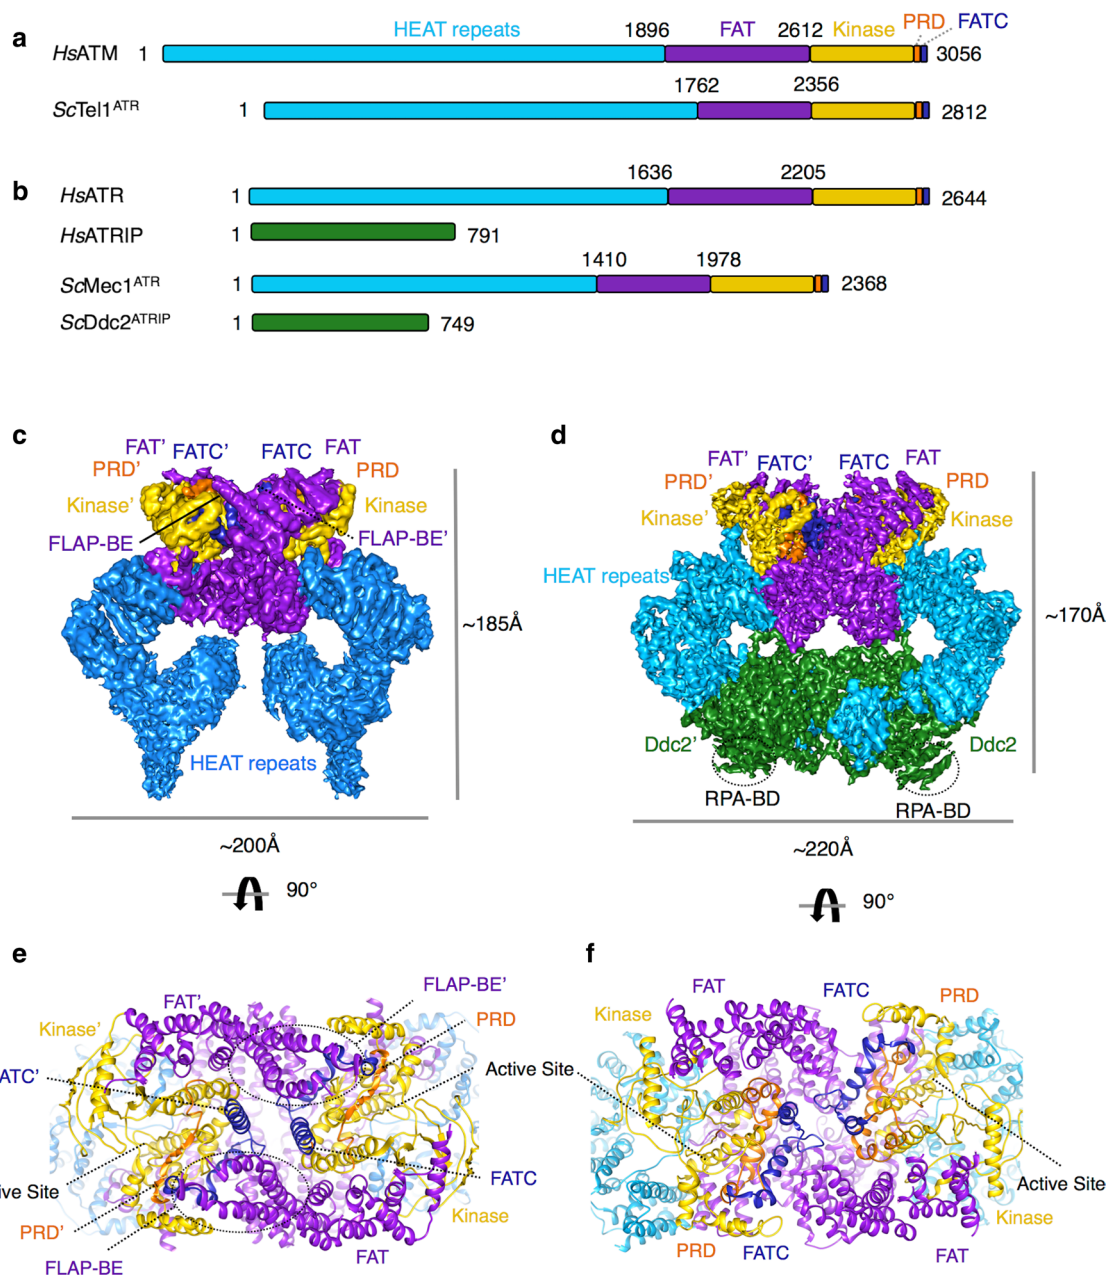 a
HEAT repeats 1896 FAT 2612 Kinase PRD FATC
HsATM 1 3056
1762 2356
ScTel1ATR 1 2812
b
1636 2205
HsATR 1 2644
HsATRIP 1 791
1410 1978
ScMec1ATR 1 2368
ScDdc2ATRIP 1 749
c
FAT’ FATC’ FATC FAT
PRD’ PRD
Kinase’ Kinase
FLAP-BE FLAP-BE’
~185Å
HEAT repeats
~200Å
90°
d
FAT’ FATC’ FATC FAT
PRD’ PRD
Kinase’ Kinase
HEAT repeats
~170Å
Ddc2’ Ddc2
RPA-BD
RPA-BD
~220Å
90°
e
FLAP-BE’
FAT’
PRD
Kinase’
Active Site
ATC’
FATC
ive Site
Kinase
PRD’
FAT
FLAP-BE
f
FAT FATC PRD
Kinase
Active Site
Kinase
PRD FATC FAT